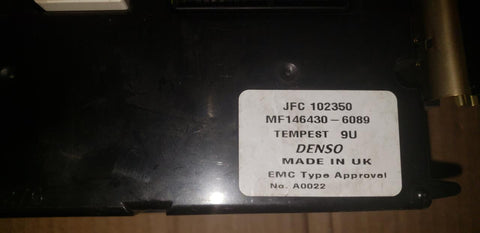 JFC 102350
MF146430-6089
TEMPEST 9U
DENSO
MADE IN UK
EMC Type Approval
No. A0022